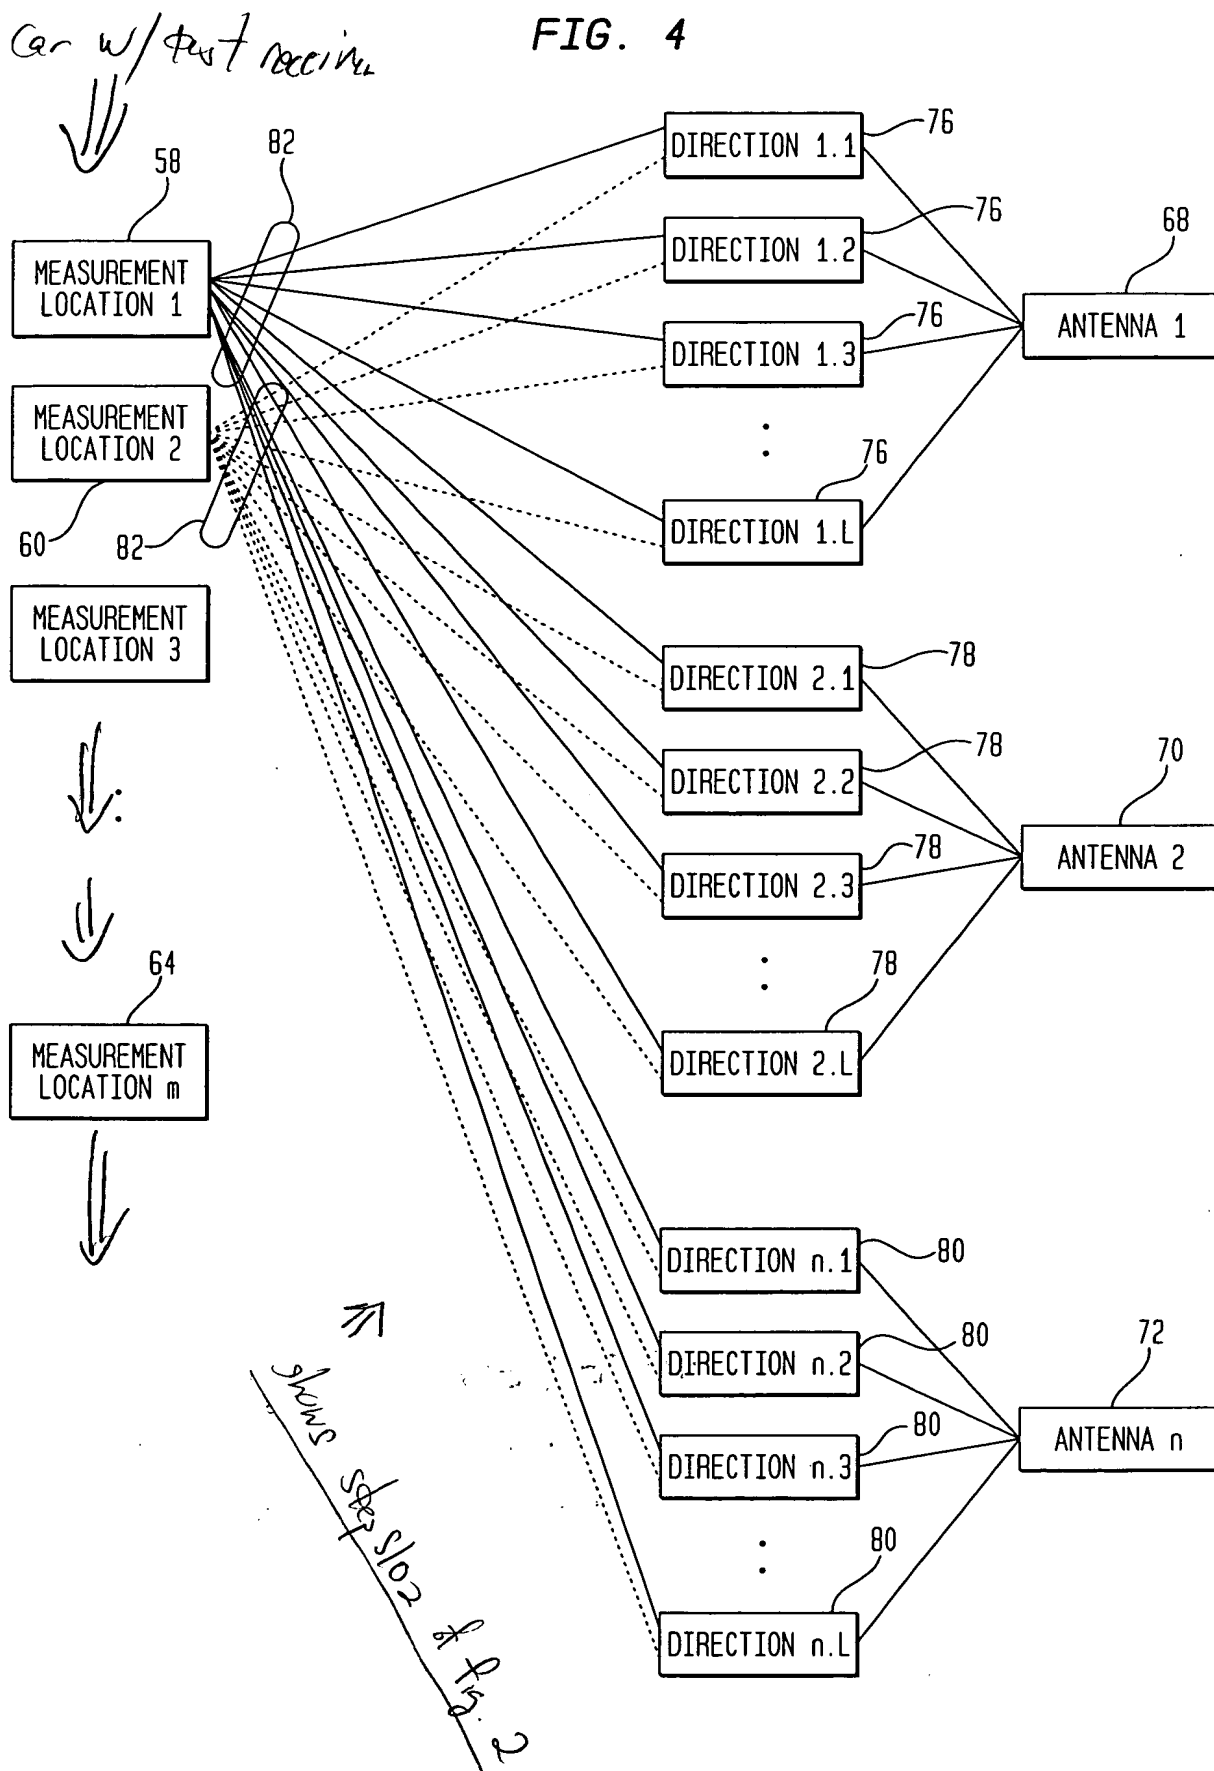 FIG. 4
Car w/ test receiver
58
82
DIRECTION 1.1
76
MEASUREMENT
LOCATION 1
DIRECTION 1.2
76
68
ANTENNA 1
DIRECTION 1.3
76
MEASUREMENT
LOCATION 2
60
82
DIRECTION 1.L
76
MEASUREMENT
LOCATION 3
DIRECTION 2.1
78
DIRECTION 2.2
78
70
ANTENNA 2
DIRECTION 2.3
78
64
MEASUREMENT
LOCATION m
DIRECTION 2.L
78
DIRECTION n.1
80
DIRECTION n.2
80
72
ANTENNA n
DIRECTION n.3
80
DIRECTION n.L
80
shows step S102 of fig. 2